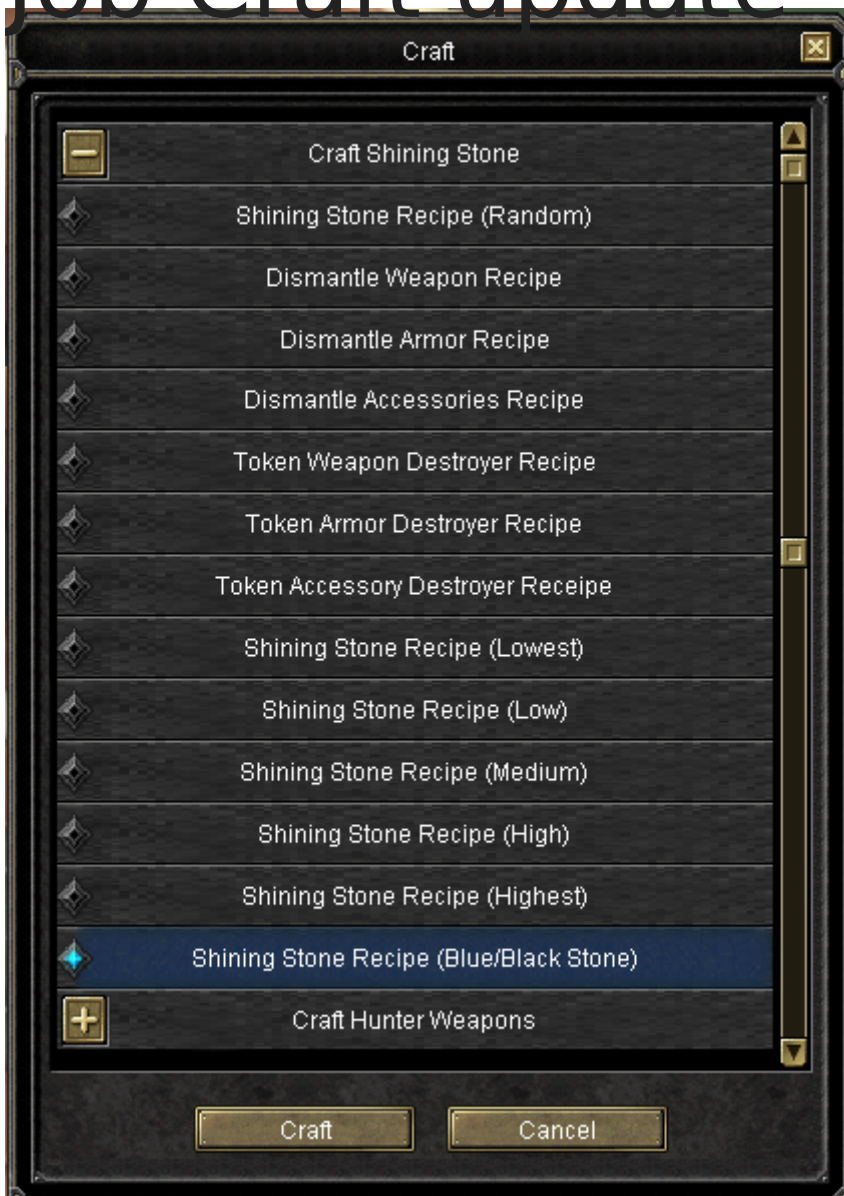 Job Craft update
Craft
Craft Shining Stone
Shining Stone Recipe (Random)
Dismantle Weapon Recipe
Dismantle Armor Recipe
Dismantle Accessories Recipe
Token Weapon Destroyer Recipe
Token Armor Destroyer Recipe
Token Accessory Destroyer Receipe
Shining Stone Recipe (Lowest)
Shining Stone Recipe (Low)
Shining Stone Recipe (Medium)
Shining Stone Recipe (High)
Shining Stone Recipe (Highest)
Shining Stone Recipe (Blue/Black Stone)
Craft Hunter Weapons
Craft
Cancel